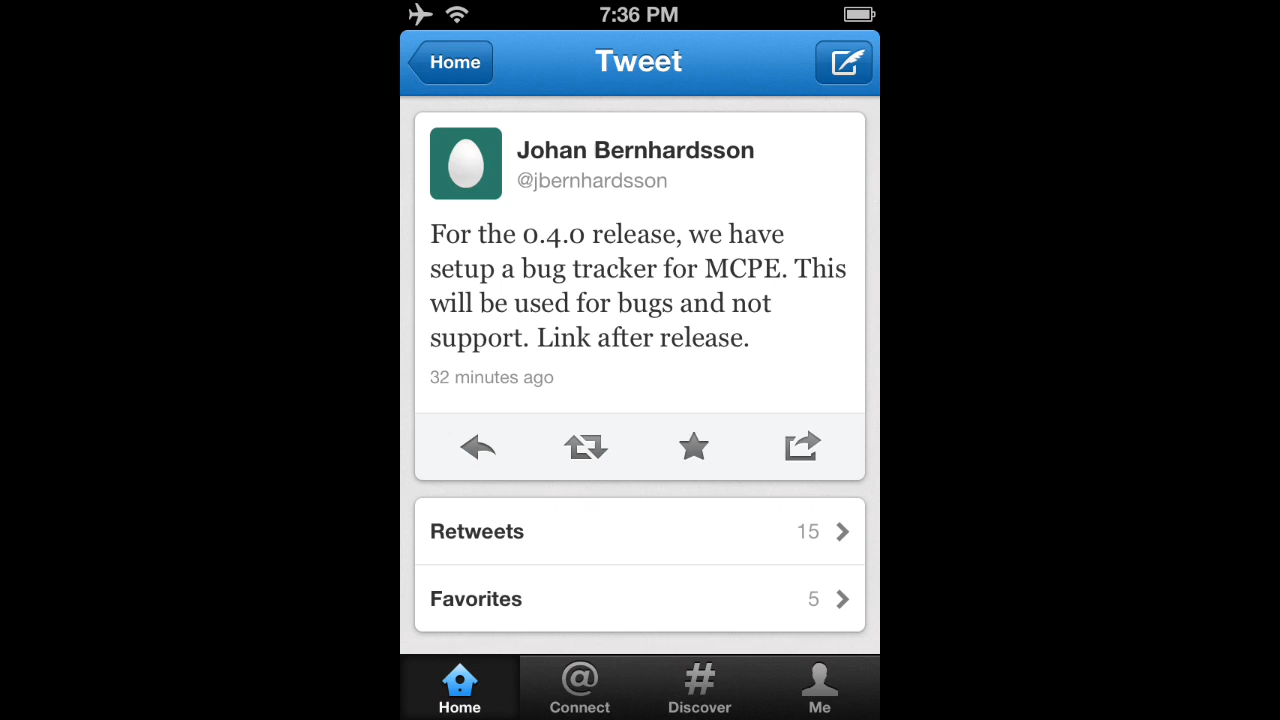 7:36 PM
Home
Tweet
Johan Bernhardsson
@jbernhardsson
For the 0.4.0 release, we have
setup a bug tracker for MCPE. This
will be used for bugs and not
support. Link after release.
32 minutes ago
Retweets 15
Favorites 5
Home Connect Discover Me